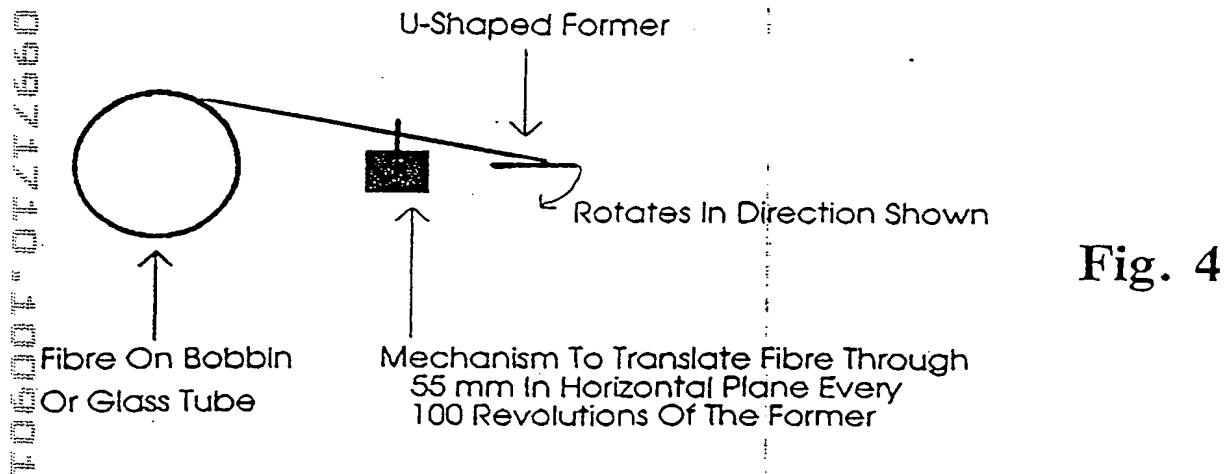 U-Shaped Former
Rotates In Direction Shown
Fig. 4
Fibre On Bobbin
Or Glass Tube
Mechanism To Translate Fibre Through
55 mm In Horizontal Plane Every
100 Revolutions Of The Former